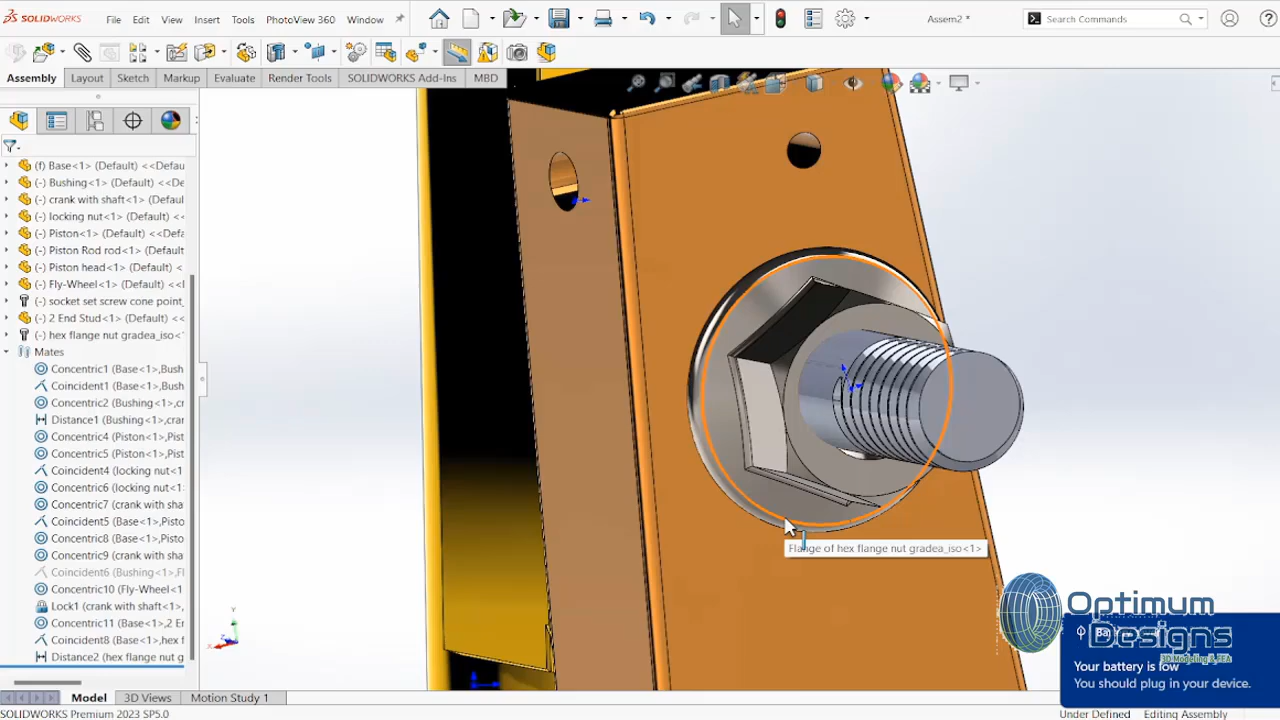 SOLIDWORKS
File Edit View Insert Tools PhotoView 360 Window
Assem2 *
Search Commands
Assembly Layout Sketch Markup Evaluate Render Tools SOLIDWORKS Add-Ins MBD
(f) Base<1> (Default) <<Defau
(-) Bushing<1> (Default) <<De
(-) crank with shaft<1> (Defau
(-) locking nut<1> (Default) <
(-) Piston<1> (Default) <<Def
(-) Piston Rod rod<1> (Default
(-) Piston head<1> (Default) <
(-) Fly-Wheel<1> (Default) <<
(-) socket set screw cone point_
(-) 2 End Stud<1> (Default) <
(-) hex flange nut gradea_iso<
Mates
Concentric1 (Base<1>,Bush
Coincident1 (Base<1>,Bush
Concentric2 (Bushing<1>,cr
Distance1 (Bushing<1>,cran
Concentric4 (Piston<1>,Pist
Concentric5 (Piston<1>,Pist
Coincident4 (locking nut<1
Concentric6 (locking nut<1
Concentric7 (crank with sha
Coincident5 (Base<1>,Pisto
Concentric8 (Base<1>,Pisto
Concentric9 (crank with sha
Coincident6 (Bushing<1>,Fl
Concentric10 (Fly-Wheel<1
Lock1 (crank with shaft<1>,
Concentric11 (Base<1>,2 E
Coincident8 (Base<1>,hex f
Distance2 (hex flange nut g
Flange of hex flange nut gradea_iso<1>
Optimum
Designs
3D Modeling & FEA
Your battery is low
You should plug in your device.
Model 3D Views Motion Study 1
SOLIDWORKS Premium 2023 SP5.0
Under Defined Editing Assembly